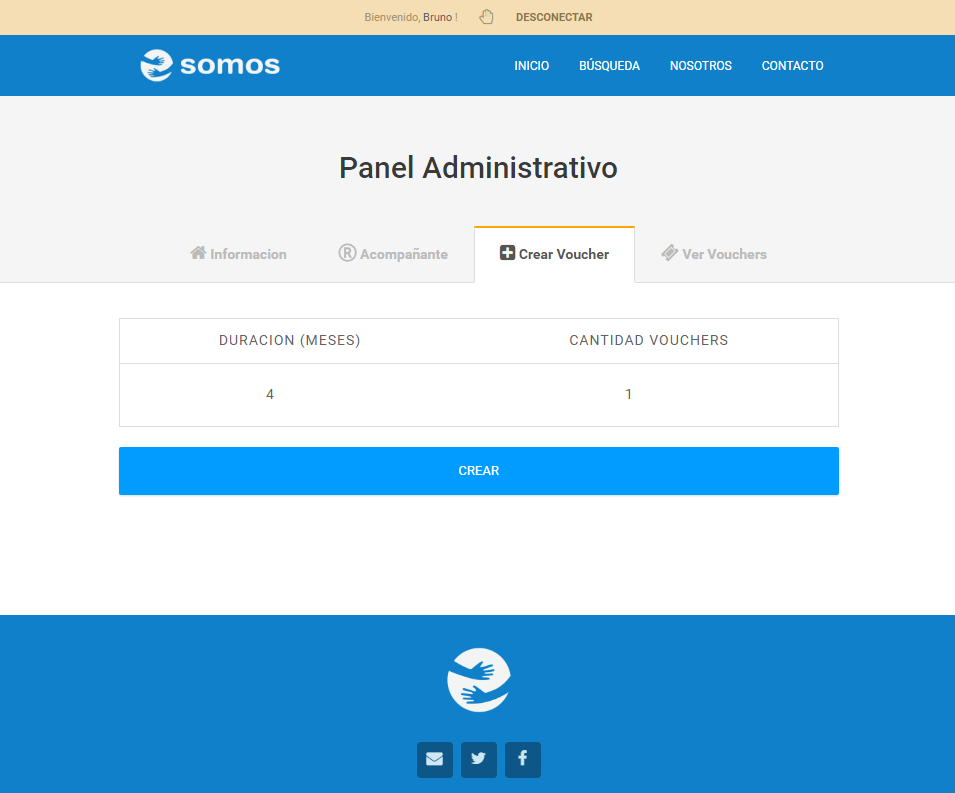 Bienvenido, Bruno ! DESCONECTAR
somos INICIO BÚSQUEDA NOSOTROS CONTACTO
Panel Administrativo
Informacion ® Acompañante Crear Voucher Ver Vouchers
DURACION (MESES) CANTIDAD VOUCHERS
4 1
CREAR